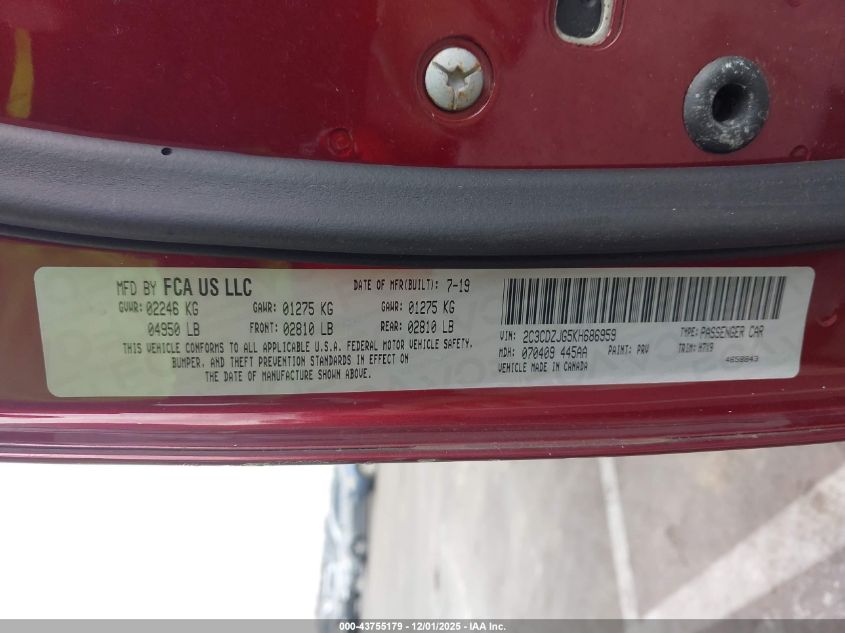 MFD BY FCA US LLC DATE OF MFR(BUILT): 7-19
GVWR: 02246 KG GAWR: 01275 KG GAWR: 01275 KG
04950 LB FRONT: 02810 LB REAR: 02810 LB
THIS VEHICLE CONFORMS TO ALL APPLICABLE U.S.A. FEDERAL MOTOR VEHICLE SAFETY,
BUMPER, AND THEFT PREVENTION STANDARDS IN EFFECT ON
THE DATE OF MANUFACTURE SHOWN ABOVE.
VIN: 2C3CDZJG5KH686959 TYPE: PASSENGER CAR
MDH: 070409 445AA PAINT: PRV TRIM: H7X9
VEHICLE MADE IN CANADA 4658843
000-43755179 - 12/01/2025 - IAA Inc.